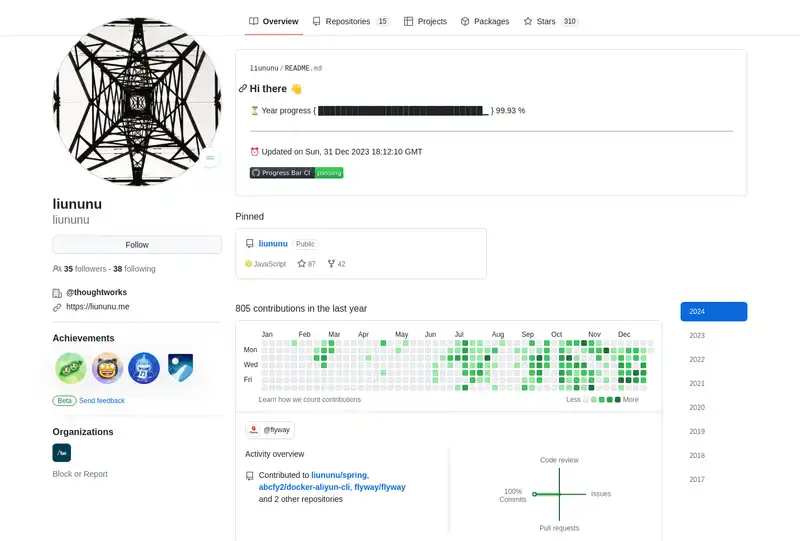 Overview
Repositories 15
Projects
Packages
Stars 310
liununu / README.md
Hi there 👋
⏳ Year progress { █████████████████████████████▁ } 99.93 %
⏰ Updated on Sun, 31 Dec 2023 18:12:10 GMT
Progress Bar CI passing
liununu
liununu
Follow
35 followers · 38 following
@thoughtworks
https://liununu.me
Achievements
Beta Send feedback
Organizations
Block or Report
Pinned
liununu Public
JavaScript 87 42
805 contributions in the last year
Jan Feb Mar Apr May Jun Jul Aug Sep Oct Nov Dec
Mon
Wed
Fri
Learn how we count contributions
Less More
@flyway
Activity overview
Contributed to liununu/spring,
abcfy2/docker-aliyun-cli, flyway/flyway
and 2 other repositories
Code review
100%
Commits
Issues
Pull requests
2024
2023
2022
2021
2020
2019
2018
2017